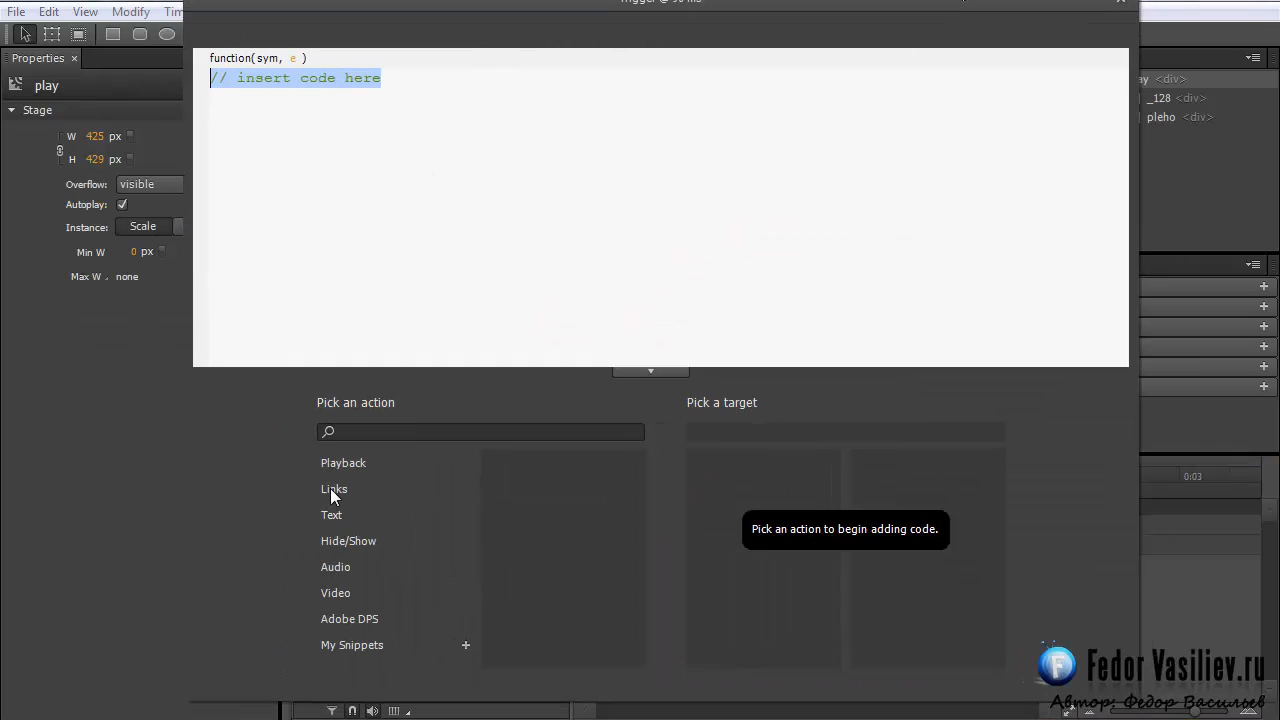 File Edit View Modify Tim
Properties ×
play
Stage
W 425 px
H 429 px
Overflow: visible
Autoplay:
Instance: Scale
Min W 0 px
Max W none
function(sym, e )
// insert code here
Pick an action
Playback
Links
Text
Hide/Show
Audio
Video
Adobe DPS
My Snippets +
Pick a target
Pick an action to begin adding code.
ay <div>
_128 <div>
pleho <div>
0:03
Fedor Vasiliev.ru
Автор: Федор Васильев